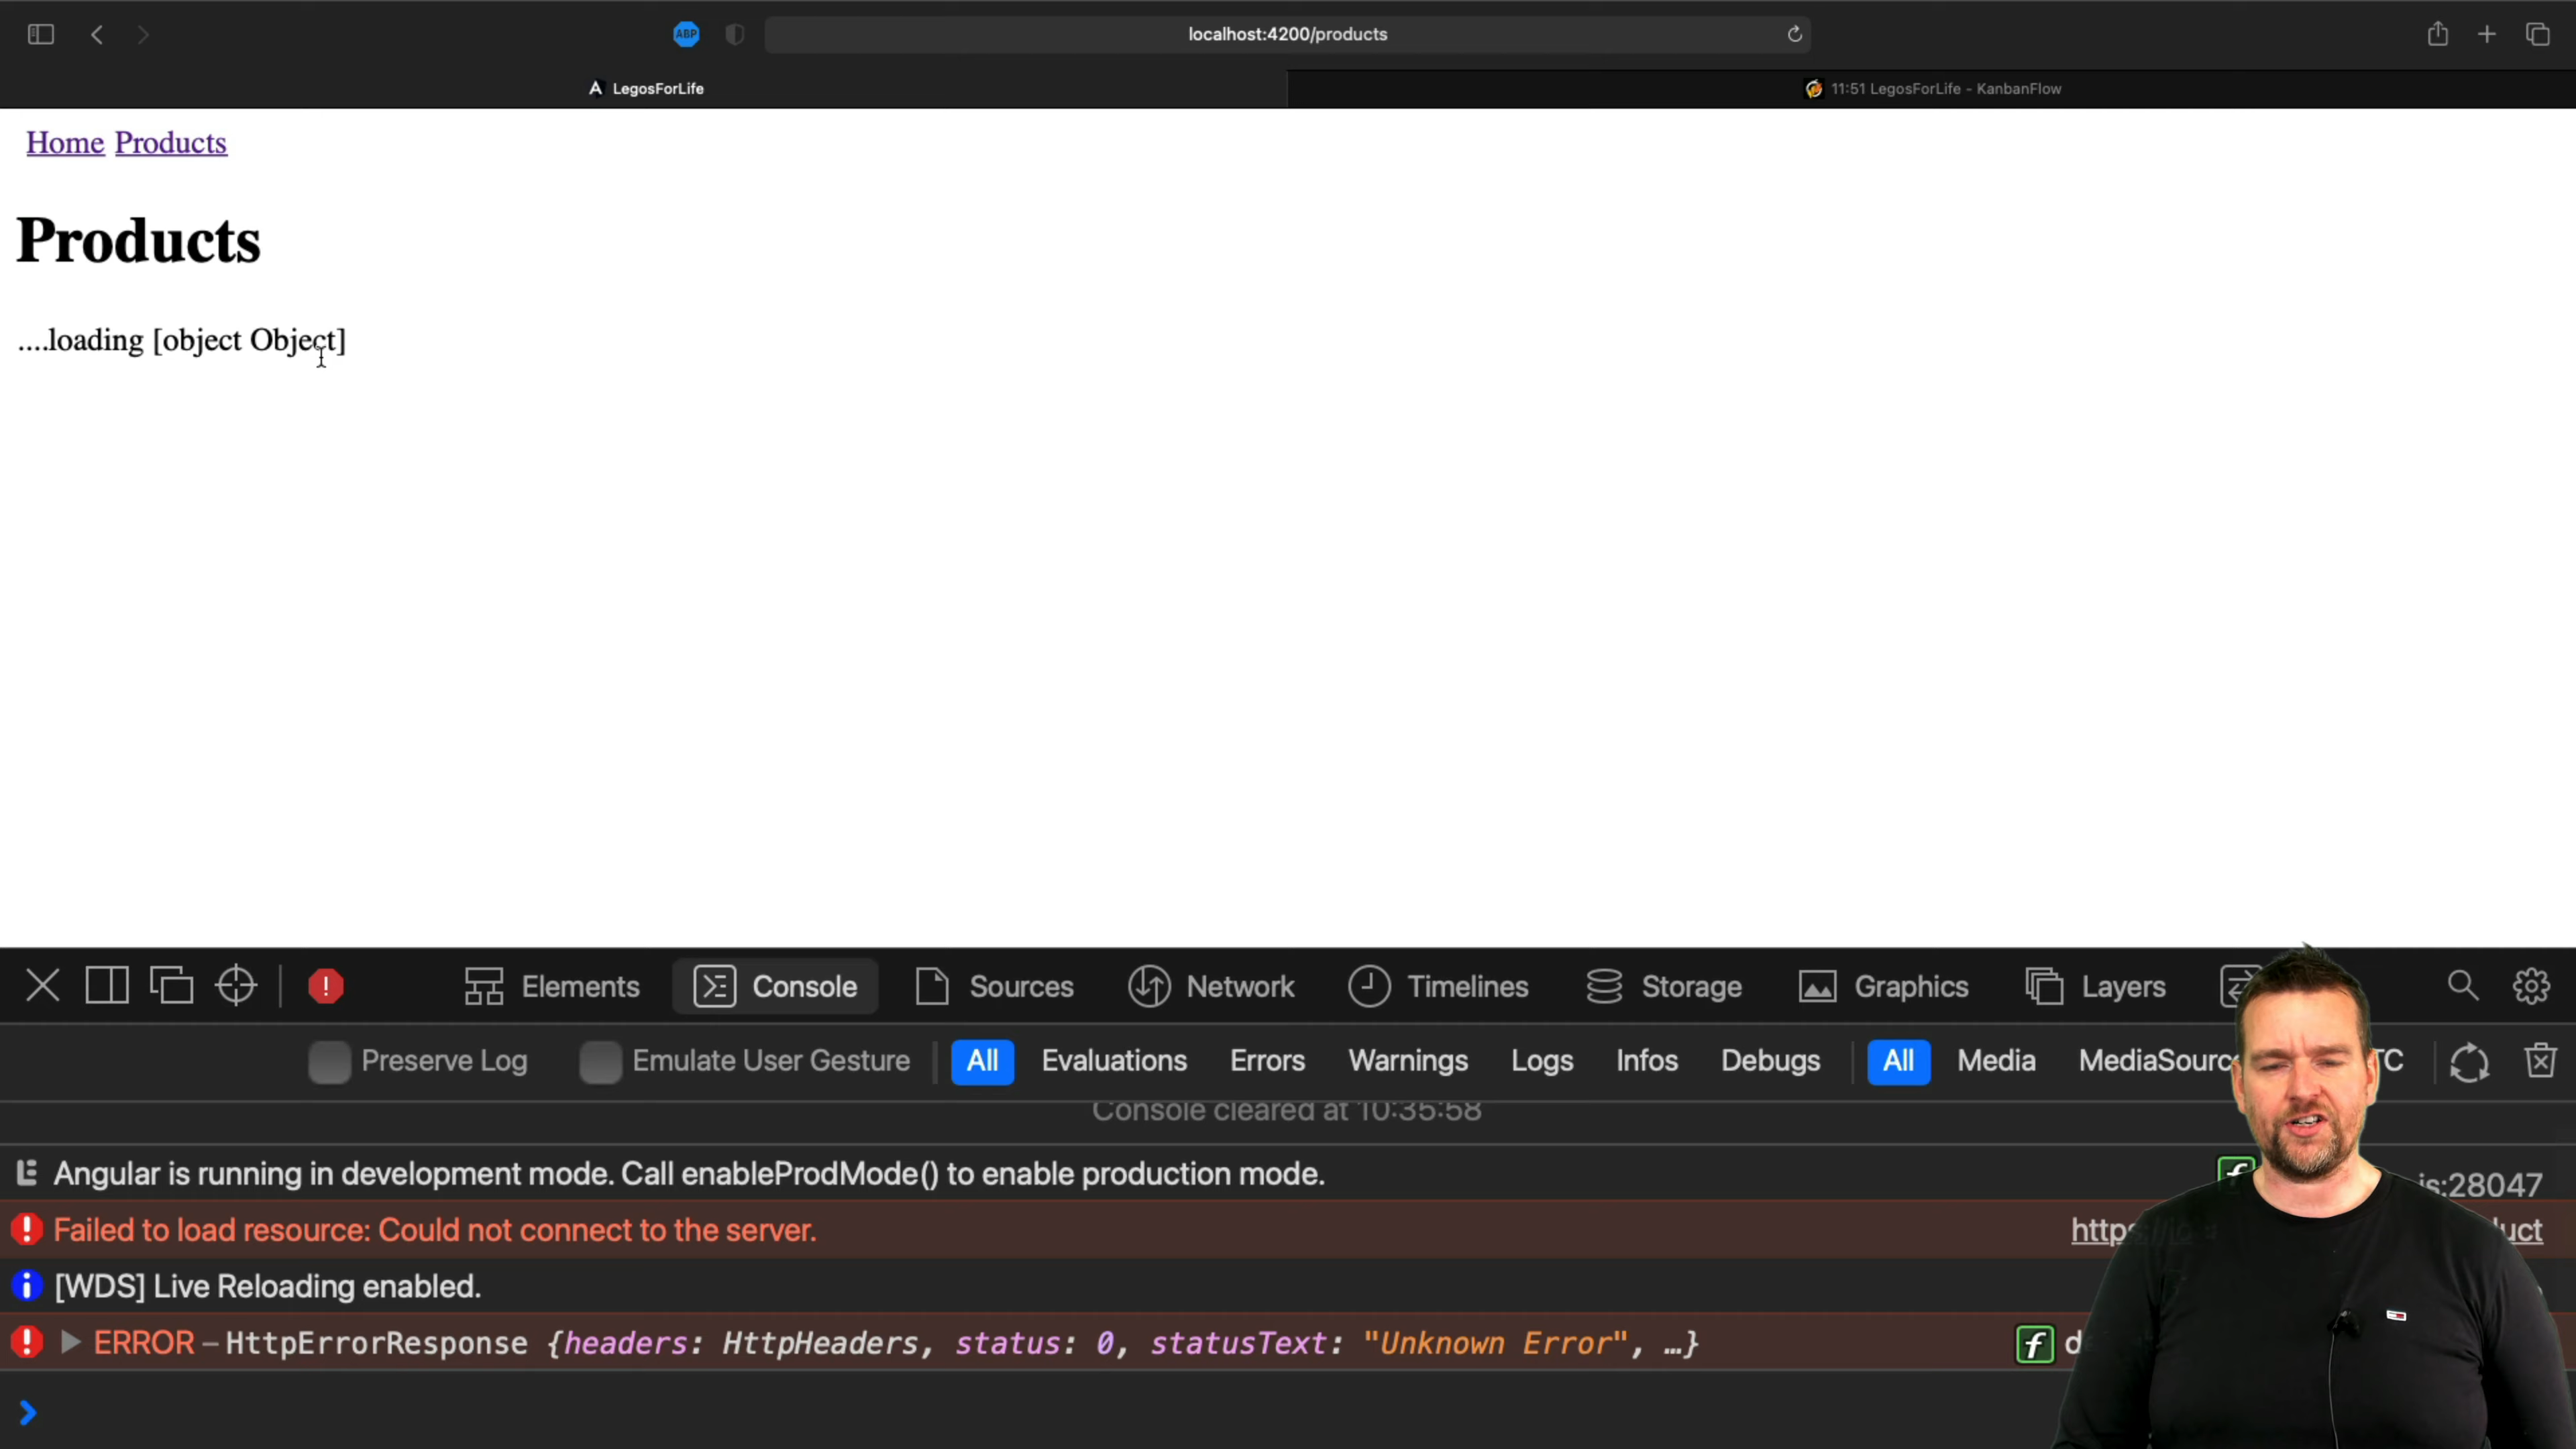 ABP
localhost:4200/products
LegosForLife
11:51 LegosForLife - KanbanFlow
Home Products
Products
....loading [object Object]
Elements Console Sources Network Timelines Storage Graphics Layers
Preserve Log Emulate User Gesture All Evaluations Errors Warnings Logs Infos Debugs All Media MediaSource
Console cleared at 10:35:58
Angular is running in development mode. Call enableProdMode() to enable production mode.
js:28047
Failed to load resource: Could not connect to the server.
[WDS] Live Reloading enabled.
ERROR – HttpErrorResponse {headers: HttpHeaders, status: 0, statusText: "Unknown Error", …}